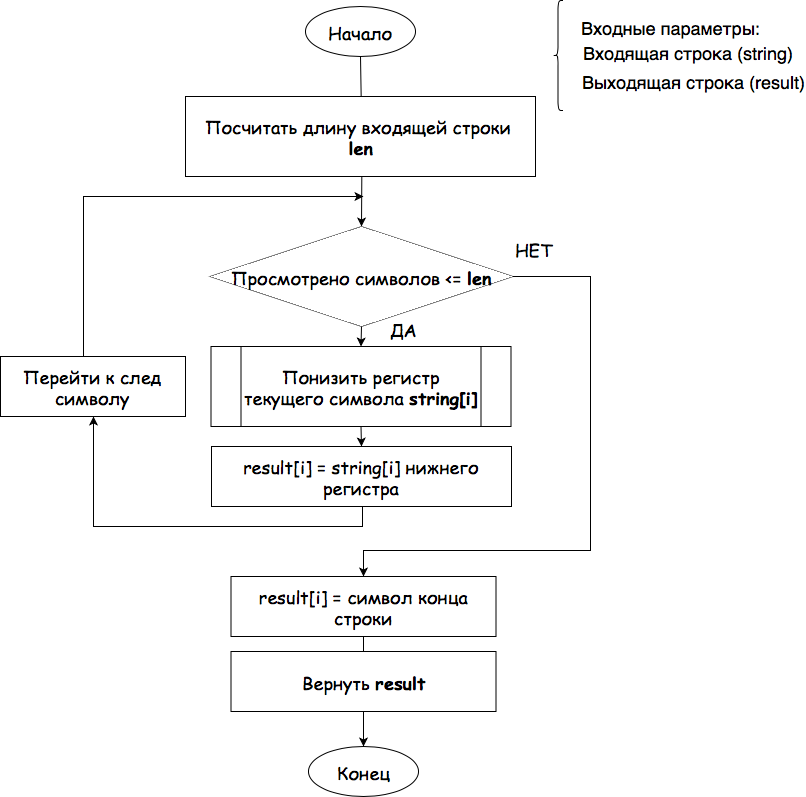 Начало
Входные параметры:
Входящая строка (string)
Выходящая строка (result)
Посчитать длину входящей строки
len
Просмотрено символов <= len
НЕТ
ДА
Перейти к след
символу
Понизить регистр
текущего символа string[i]
result[i] = string[i] нижнего
регистра
result[i] = символ конца
строки
Вернуть result
Конец